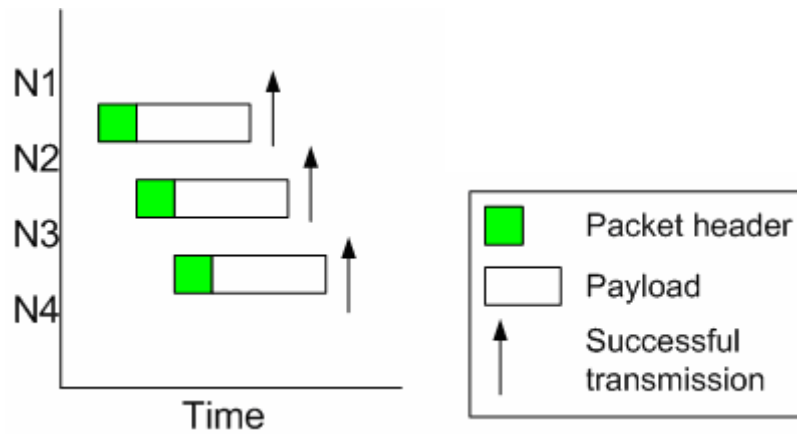 N1
N2
N3
N4
Time
Packet header
Payload
Successful
transmission